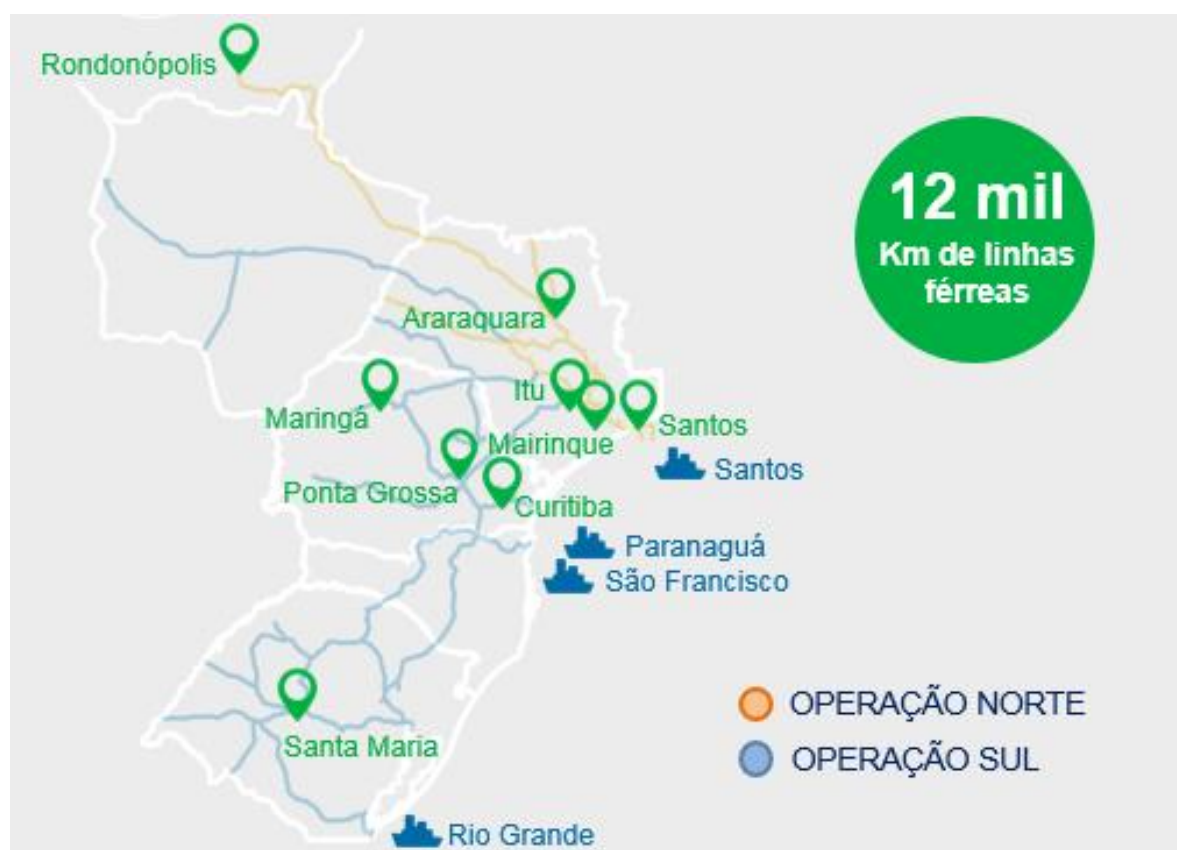 Rondonópolis
12 mil
Km de linhas
férreas
Araraquara
Itu
Maringá
Mairinque
Santos
Santos
Ponta Grossa
Curitiba
Paranaguá
São Francisco
OPERAÇÃO NORTE
OPERAÇÃO SUL
Santa Maria
Rio Grande